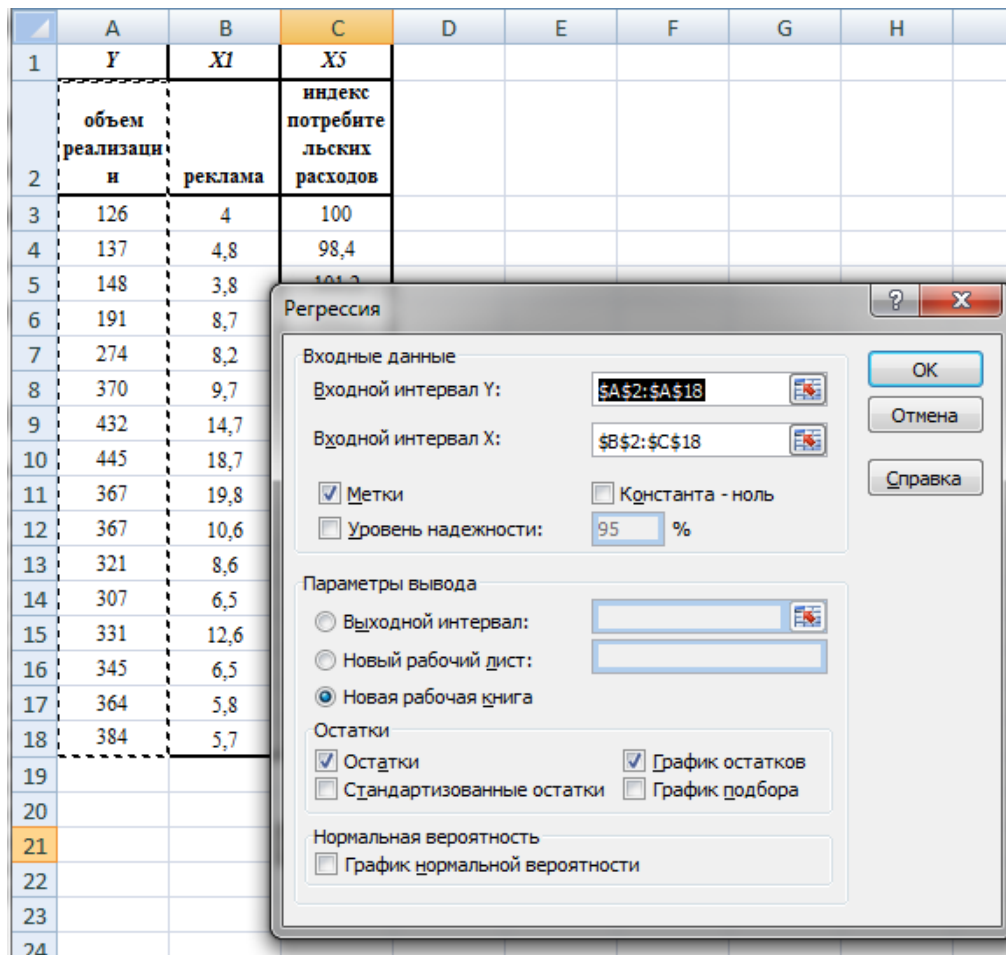 A B C D E F G H
1 Y X1 X5
2 объем реализаци и реклама индекс потребите льских расходов
3 126 4 100
4 137 4,8 98,4
5 148 3,8 101,2
6 191 8,7
7 274 8,2
8 370 9,7
9 432 14,7
10 445 18,7
11 367 19,8
12 367 10,6
13 321 8,6
14 307 6,5
15 331 12,6
16 345 6,5
17 364 5,8
18 384 5,7
19
20
21
22
23
24
Регрессия
Входные данные
Входной интервал Y: $A$2:$A$18
Входной интервал X: $B$2:$C$18
Метки Константа - ноль
Уровень надежности: 95 %
OK
Отмена
Справка
Параметры вывода
Выходной интервал:
Новый рабочий лист:
Новая рабочая книга
Остатки
Остатки График остатков
Стандартизованные остатки График подбора
Нормальная вероятность
График нормальной вероятности